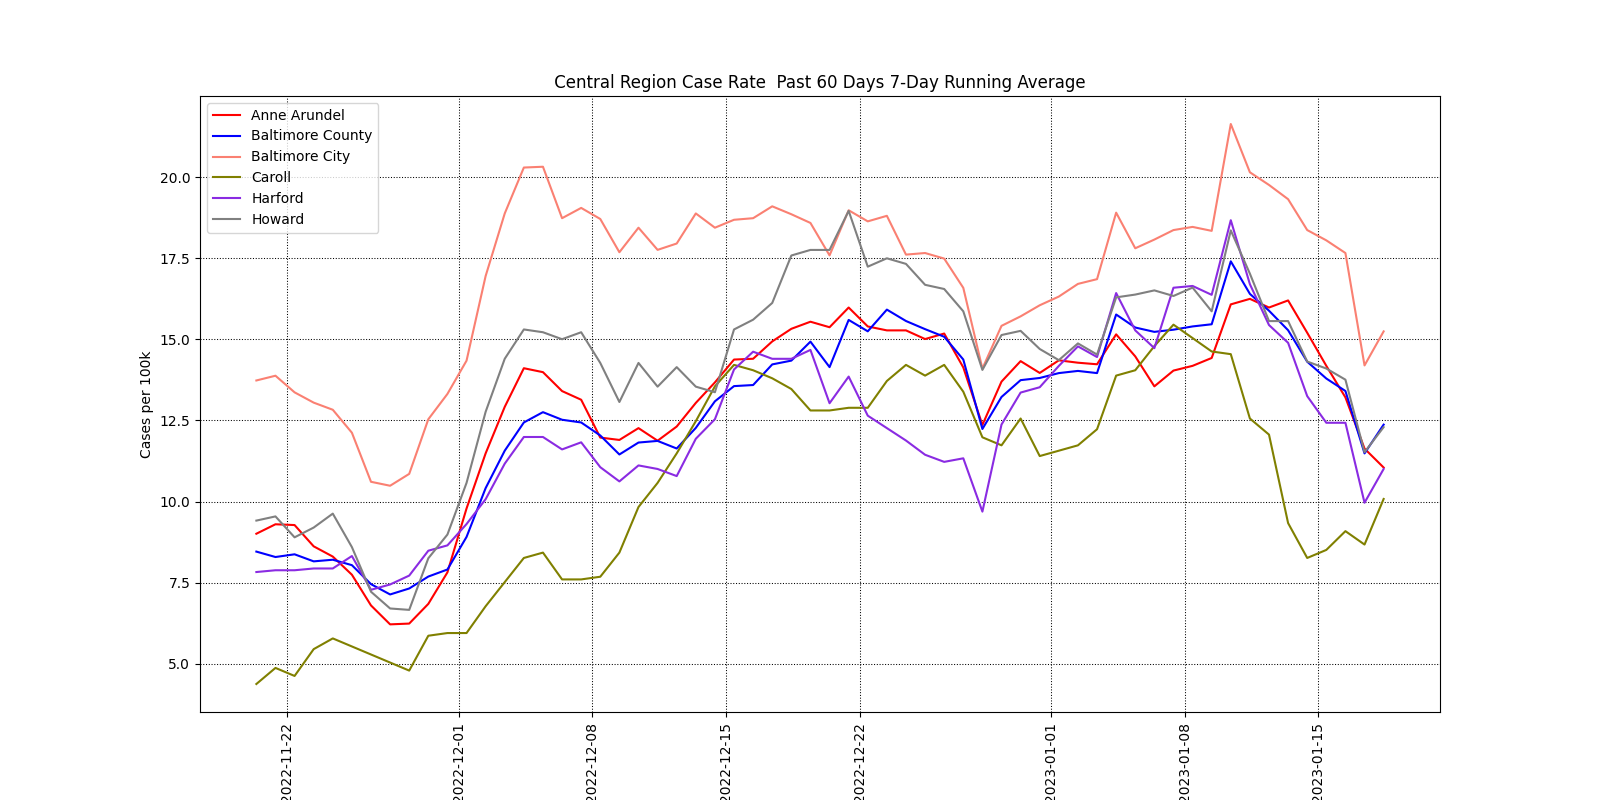 Central Region Case Rate  Past 60 Days 7-Day Running Average
Anne Arundel
Baltimore County
Baltimore City
Caroll
Harford
Howard
Cases per 100k
20.0
17.5
15.0
12.5
10.0
7.5
5.0
2022-11-22
2022-12-01
2022-12-08
2022-12-15
2022-12-22
2023-01-01
2023-01-08
2023-01-15